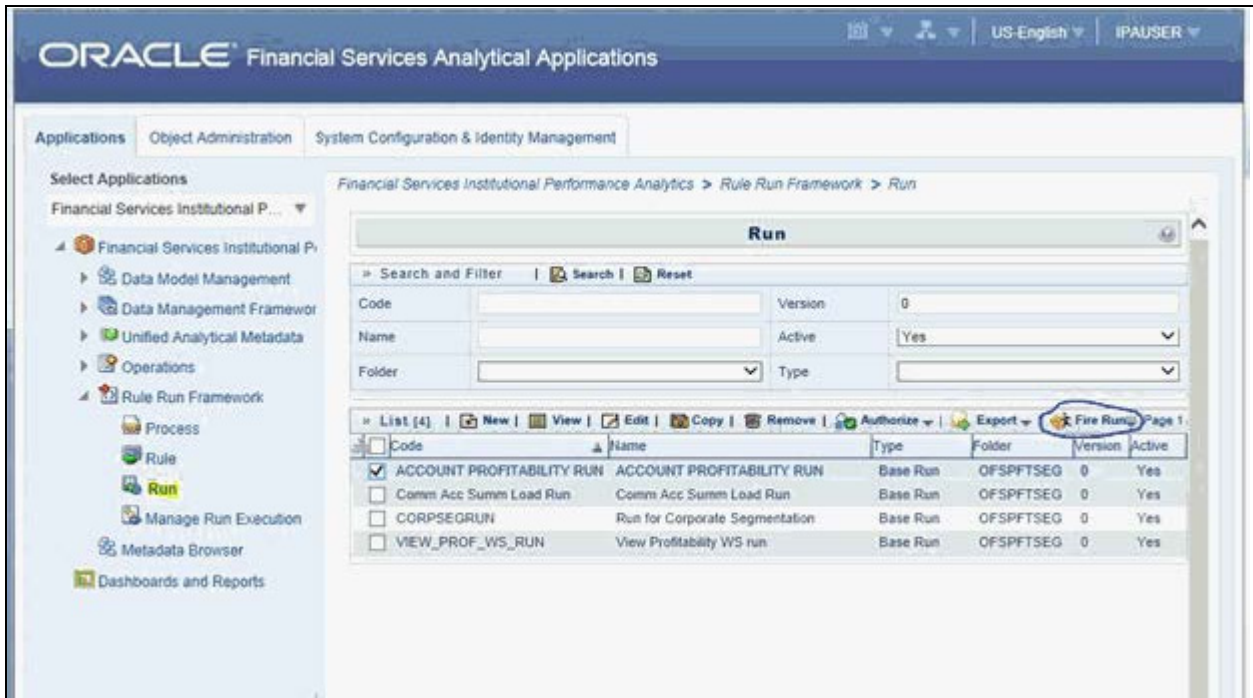 US-English
IPAUSER
ORACLE Financial Services Analytical Applications
Applications
Object Administration
System Configuration & Identity Management
Select Applications
Financial Services Institutional P...
Financial Services Institutional P
Data Model Management
Data Management Framewor
Unified Analytical Metadata
Operations
Rule Run Framework
Process
Rule
Run
Manage Run Execution
Metadata Browser
Dashboards and Reports
Financial Services Institutional Performance Analytics > Rule Run Framework > Run
Run
» Search and Filter | Search | Reset
Code
Version 0
Name
Active Yes
Folder
Type
» List [4] | New | View | Edit | Copy | Remove | Authorize | Export | Fire Run Page 1
Code Name Type Folder Version Active
ACCOUNT PROFITABILITY RUN ACCOUNT PROFITABILITY RUN Base Run OFSPFTSEG 0 Yes
Comm Acc Summ Load Run Comm Acc Summ Load Run Base Run OFSPFTSEG 0 Yes
CORPSEGRUN Run for Corporate Segmentation Base Run OFSPFTSEG 0 Yes
VIEW_PROF_WS_RUN View Profitability WS run Base Run OFSPFTSEG 0 Yes